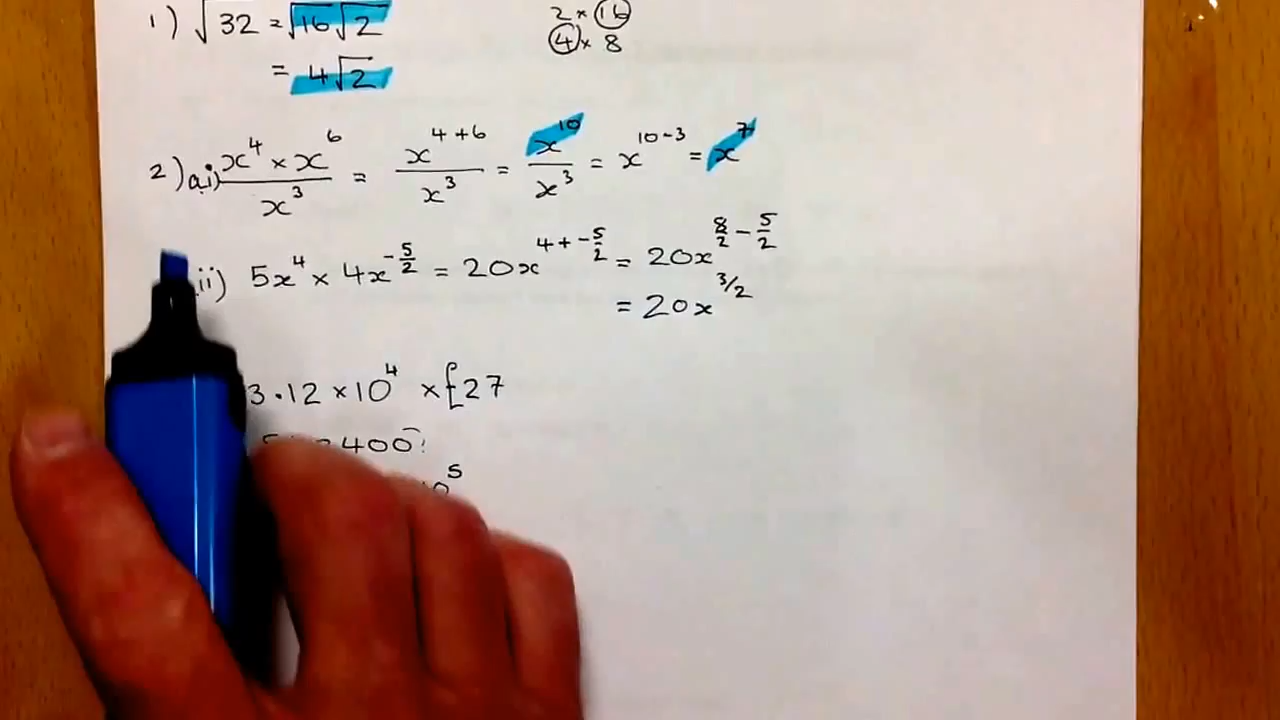 1) √32 = √16 √2 2 × 16
= 4√2 4 × 8
2) a i) x⁴ × x⁶ / x³ = x⁴⁺⁶ / x³ = x¹⁰ / x³ = x¹⁰⁻³ = x⁷
ii) 5x⁴ × 4x^(-5/2) = 20x^(4 + -5/2) = 20x^(8/2 - 5/2)
= 20x^(3/2)
3.12 × 10⁴ × £27
400
⁵